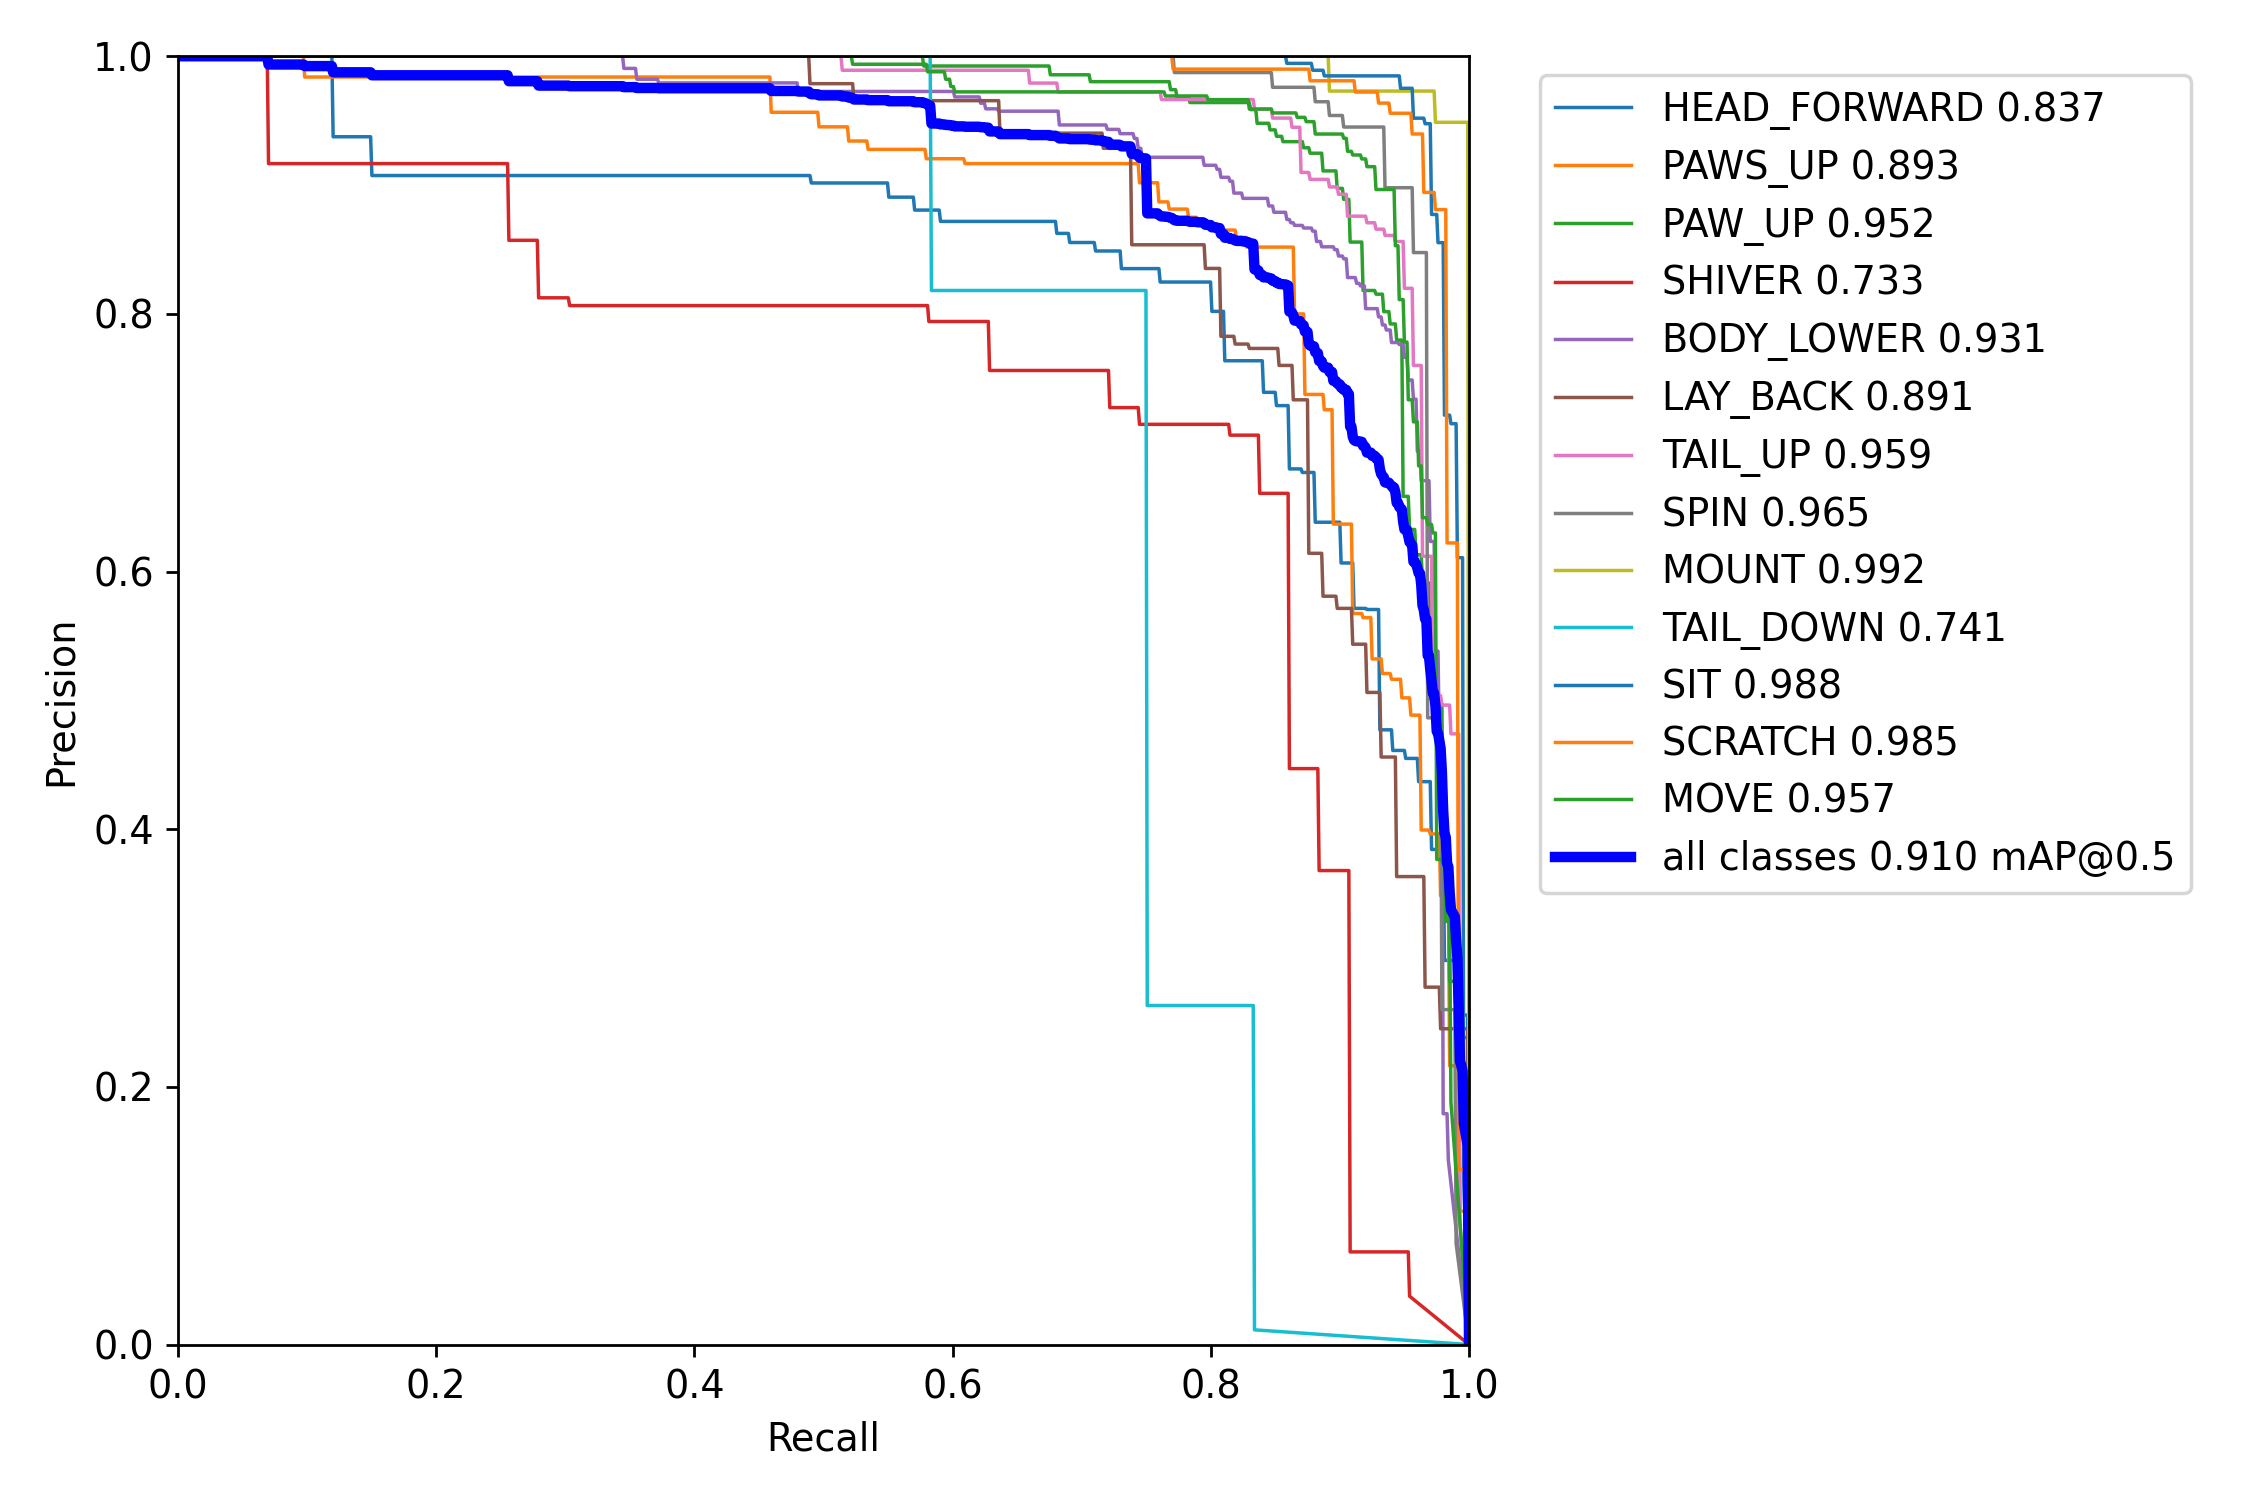 1.0
0.8
0.6
0.4
0.2
0.0
Precision
0.0 0.2 0.4 0.6 0.8 1.0
Recall
HEAD_FORWARD 0.837
PAWS_UP 0.893
PAW_UP 0.952
SHIVER 0.733
BODY_LOWER 0.931
LAY_BACK 0.891
TAIL_UP 0.959
SPIN 0.965
MOUNT 0.992
TAIL_DOWN 0.741
SIT 0.988
SCRATCH 0.985
MOVE 0.957
all classes 0.910 mAP@0.5